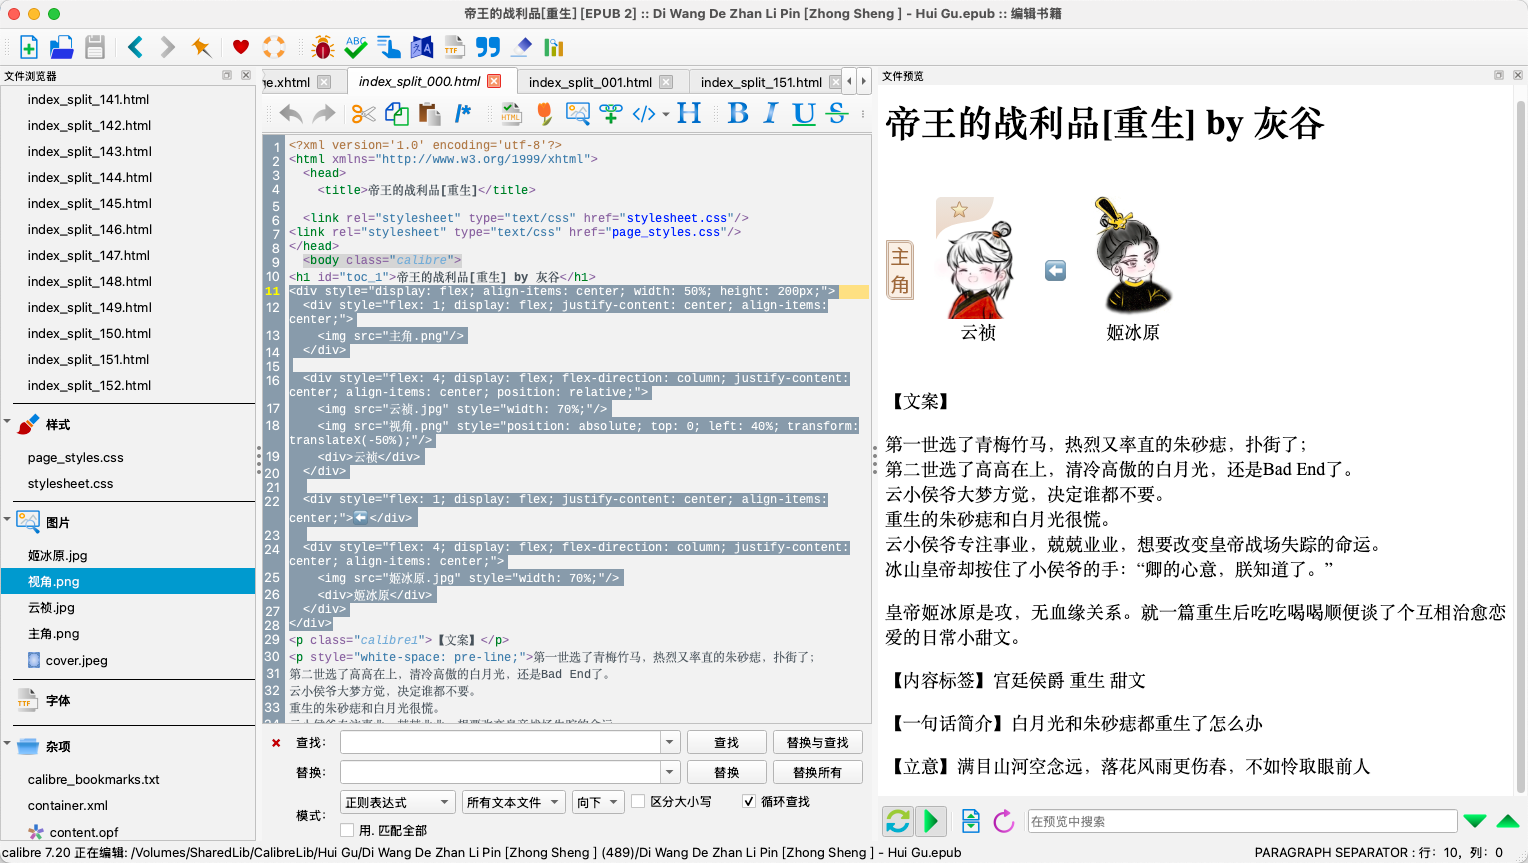 帝王的战利品[重生] [EPUB 2] :: Di Wang De Zhan Li Pin [Zhong Sheng ] - Hui Gu.epub :: 编辑书籍
文件浏览器
index_split_141.html
index_split_142.html
index_split_143.html
index_split_144.html
index_split_145.html
index_split_146.html
index_split_147.html
index_split_148.html
index_split_149.html
index_split_150.html
index_split_151.html
index_split_152.html
样式
page_styles.css
stylesheet.css
图片
姬冰原.jpg
视角.png
云祯.jpg
主角.png
cover.jpeg
字体
杂项
calibre_bookmarks.txt
container.xml
content.opf
ge.xhtml
index_split_000.html
index_split_001.html
index_split_151.html
1 <?xml version='1.0' encoding='utf-8'?>
2 <html xmlns="http://www.w3.org/1999/xhtml">
3 <head>
4 <title>帝王的战利品[重生]</title>
5
6 <link rel="stylesheet" type="text/css" href="stylesheet.css"/>
7 <link rel="stylesheet" type="text/css" href="page_styles.css"/>
8 </head>
9 <body class="calibre">
10 <h1 id="toc_1">帝王的战利品[重生] by 灰谷</h1>
11 <div style="display: flex; align-items: center; width: 50%; height: 200px;">
12 <div style="flex: 1; display: flex; justify-content: center; align-items:
center;">
13 <img src="主角.png"/>
14 </div>
15
16 <div style="flex: 4; display: flex; flex-direction: column; justify-content:
center; align-items: center; position: relative;">
17 <img src="云祯.jpg" style="width: 70%;"/>
18 <img src="视角.png" style="position: absolute; top: 0; left: 40%; transform:
translateX(-50%);"/>
19 <div>云祯</div>
20 </div>
21
22 <div style="flex: 1; display: flex; justify-content: center; align-items:
center;">⬅️</div>
23
24 <div style="flex: 4; display: flex; flex-direction: column; justify-content:
center; align-items: center;">
25 <img src="姬冰原.jpg" style="width: 70%;"/>
26 <div>姬冰原</div>
27 </div>
28 </div>
29 <p class="calibre1">【文案】</p>
30 <p style="white-space: pre-line;">第一世选了青梅竹马，热烈又率直的朱砂痣，扑街了；
31 第二世选了高高在上，清冷高傲的白月光，还是Bad End了。
32 云小侯爷大梦方觉，决定谁都不要。
33 重生的朱砂痣和白月光很慌。
查找：
查找
替换与查找
替换：
替换
替换所有
模式：
正则表达式
所有文本文件
向下
区分大小写
循环查找
用. 匹配全部
文件预览
帝王的战利品[重生] by 灰谷
主角
云祯
姬冰原
【文案】
第一世选了青梅竹马，热烈又率直的朱砂痣，扑街了；
第二世选了高高在上，清冷高傲的白月光，还是Bad End了。
云小侯爷大梦方觉，决定谁都不要。
重生的朱砂痣和白月光很慌。
云小侯爷专注事业，兢兢业业，想要改变皇帝战场失踪的命运。
冰山皇帝却按住了小侯爷的手：“卿的心意，朕知道了。”
皇帝姬冰原是攻，无血缘关系。就一篇重生后吃吃喝喝顺便谈了个互相治愈恋
爱的日常小甜文。
【内容标签】宫廷侯爵 重生 甜文
【一句话简介】白月光和朱砂痣都重生了怎么办
【立意】满目山河空念远，落花风雨更伤春，不如怜取眼前人
在预览中搜索
calibre 7.20 正在编辑: /Volumes/SharedLib/CalibreLib/Hui Gu/Di Wang De Zhan Li Pin [Zhong Sheng ] (489)/Di Wang De Zhan Li Pin [Zhong Sheng ] - Hui Gu.epub
PARAGRAPH SEPARATOR : 行：10，列：0